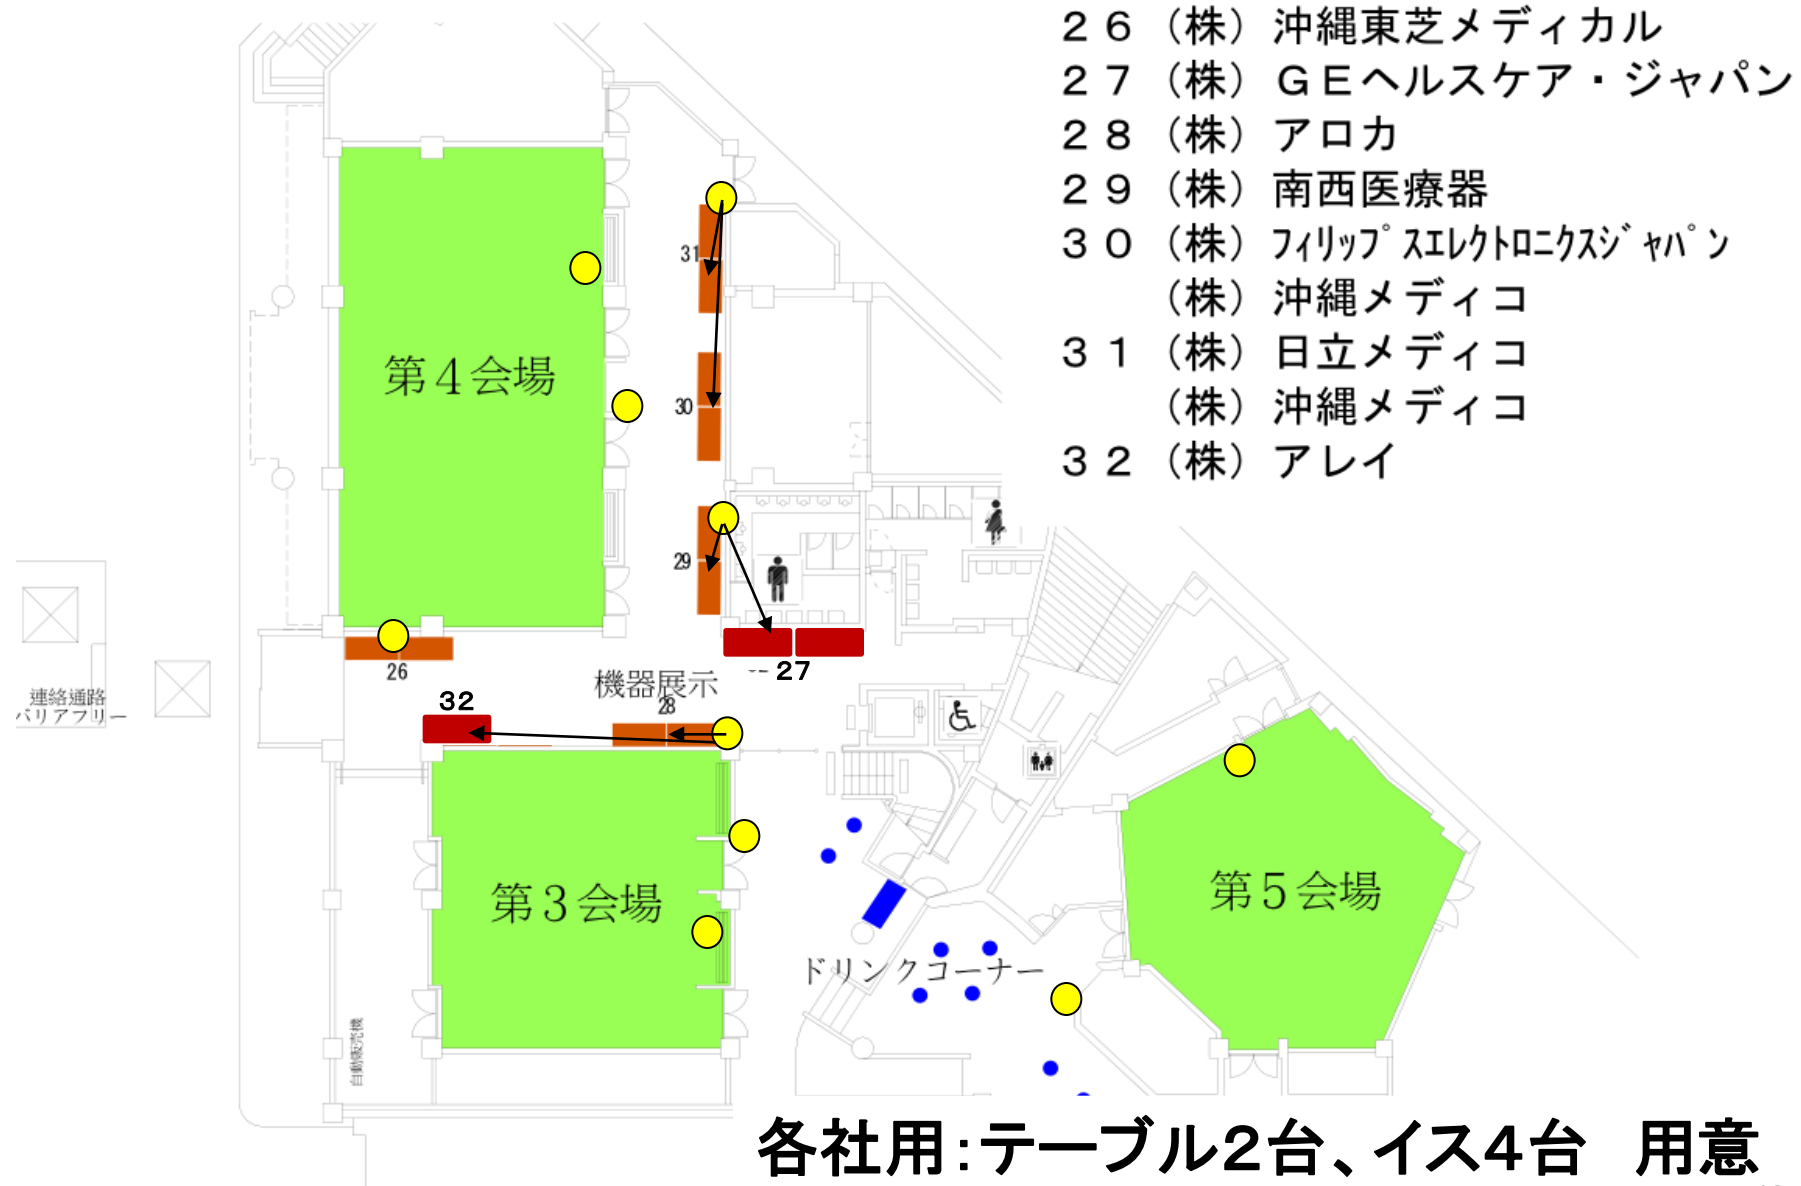 ２６（株）沖縄東芝メディカル
２７（株）ＧＥヘルスケア・ジャパン
２８（株）アロカ
２９（株）南西医療器
３０（株）ﾌｨﾘｯﾌﾟｽエレクトロニクスｼﾞｬﾊﾟﾝ
（株）沖縄メディコ
３１（株）日立メディコ
（株）沖縄メディコ
３２（株）アレイ
31
第４会場
30
29
26
27
機器展示
28
32
連絡通路
バリアフリー
第３会場
第５会場
ドリンクコーナー
自動販売機
各社用：テーブル２台、イス４台　用意